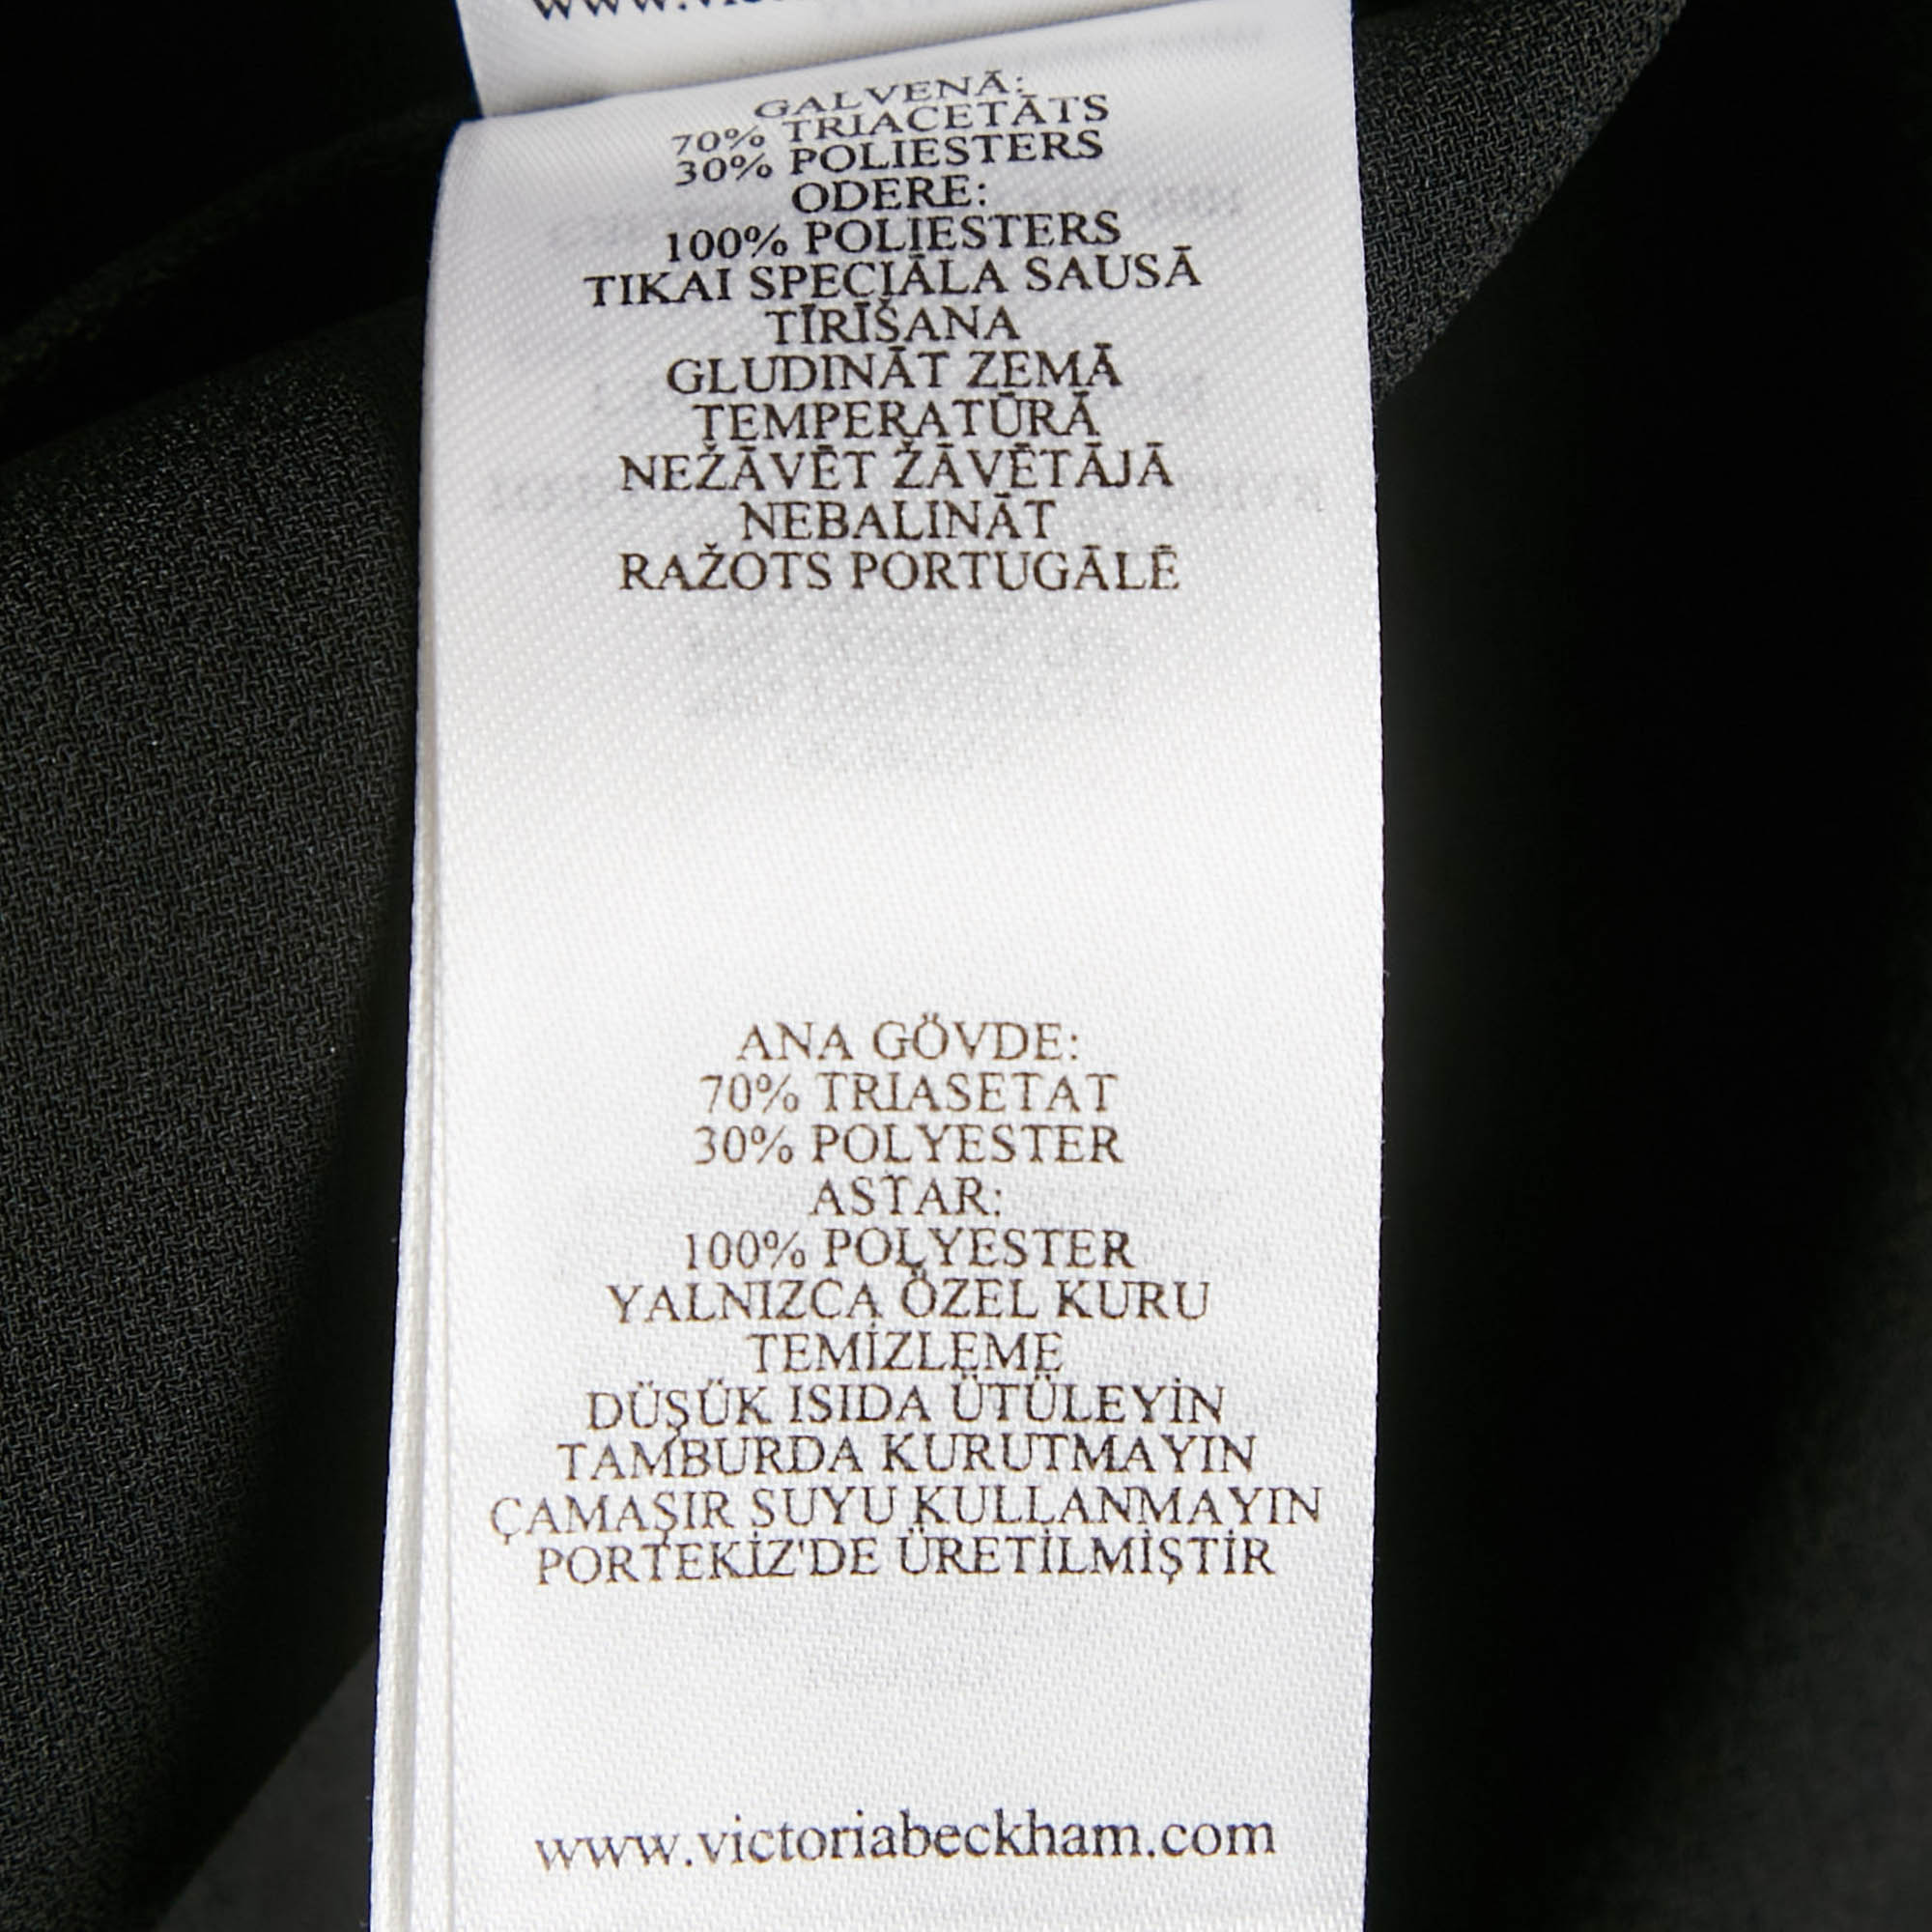 GALVENĀ:
70% TRIACETĀTS
30% POLIESTERS
ODERE:
100% POLIESTERS
TIKAI SPECIĀLA SAUSĀ
TĪRĪŠANA
GLUDINĀT ZEMĀ
TEMPERATŪRĀ
NEŽĀVĒT ŽĀVĒTĀJĀ
NEBALINĀT
RAŽOTS PORTUGĀLĒ
ANA GÖVDE:
70% TRIASETAT
30% POLYESTER
ASTAR:
100% POLYESTER
YALNIZCA ÖZEL KURU
TEMİZLEME
DÜŞÜK ISIDA ÜTÜLEYİN
TAMBURDA KURUTMAYIN
ÇAMAŞIR SUYU KULLANMAYIN
PORTEKİZ'DE ÜRETİLMİŞTİR
www.victoriabeckham.com